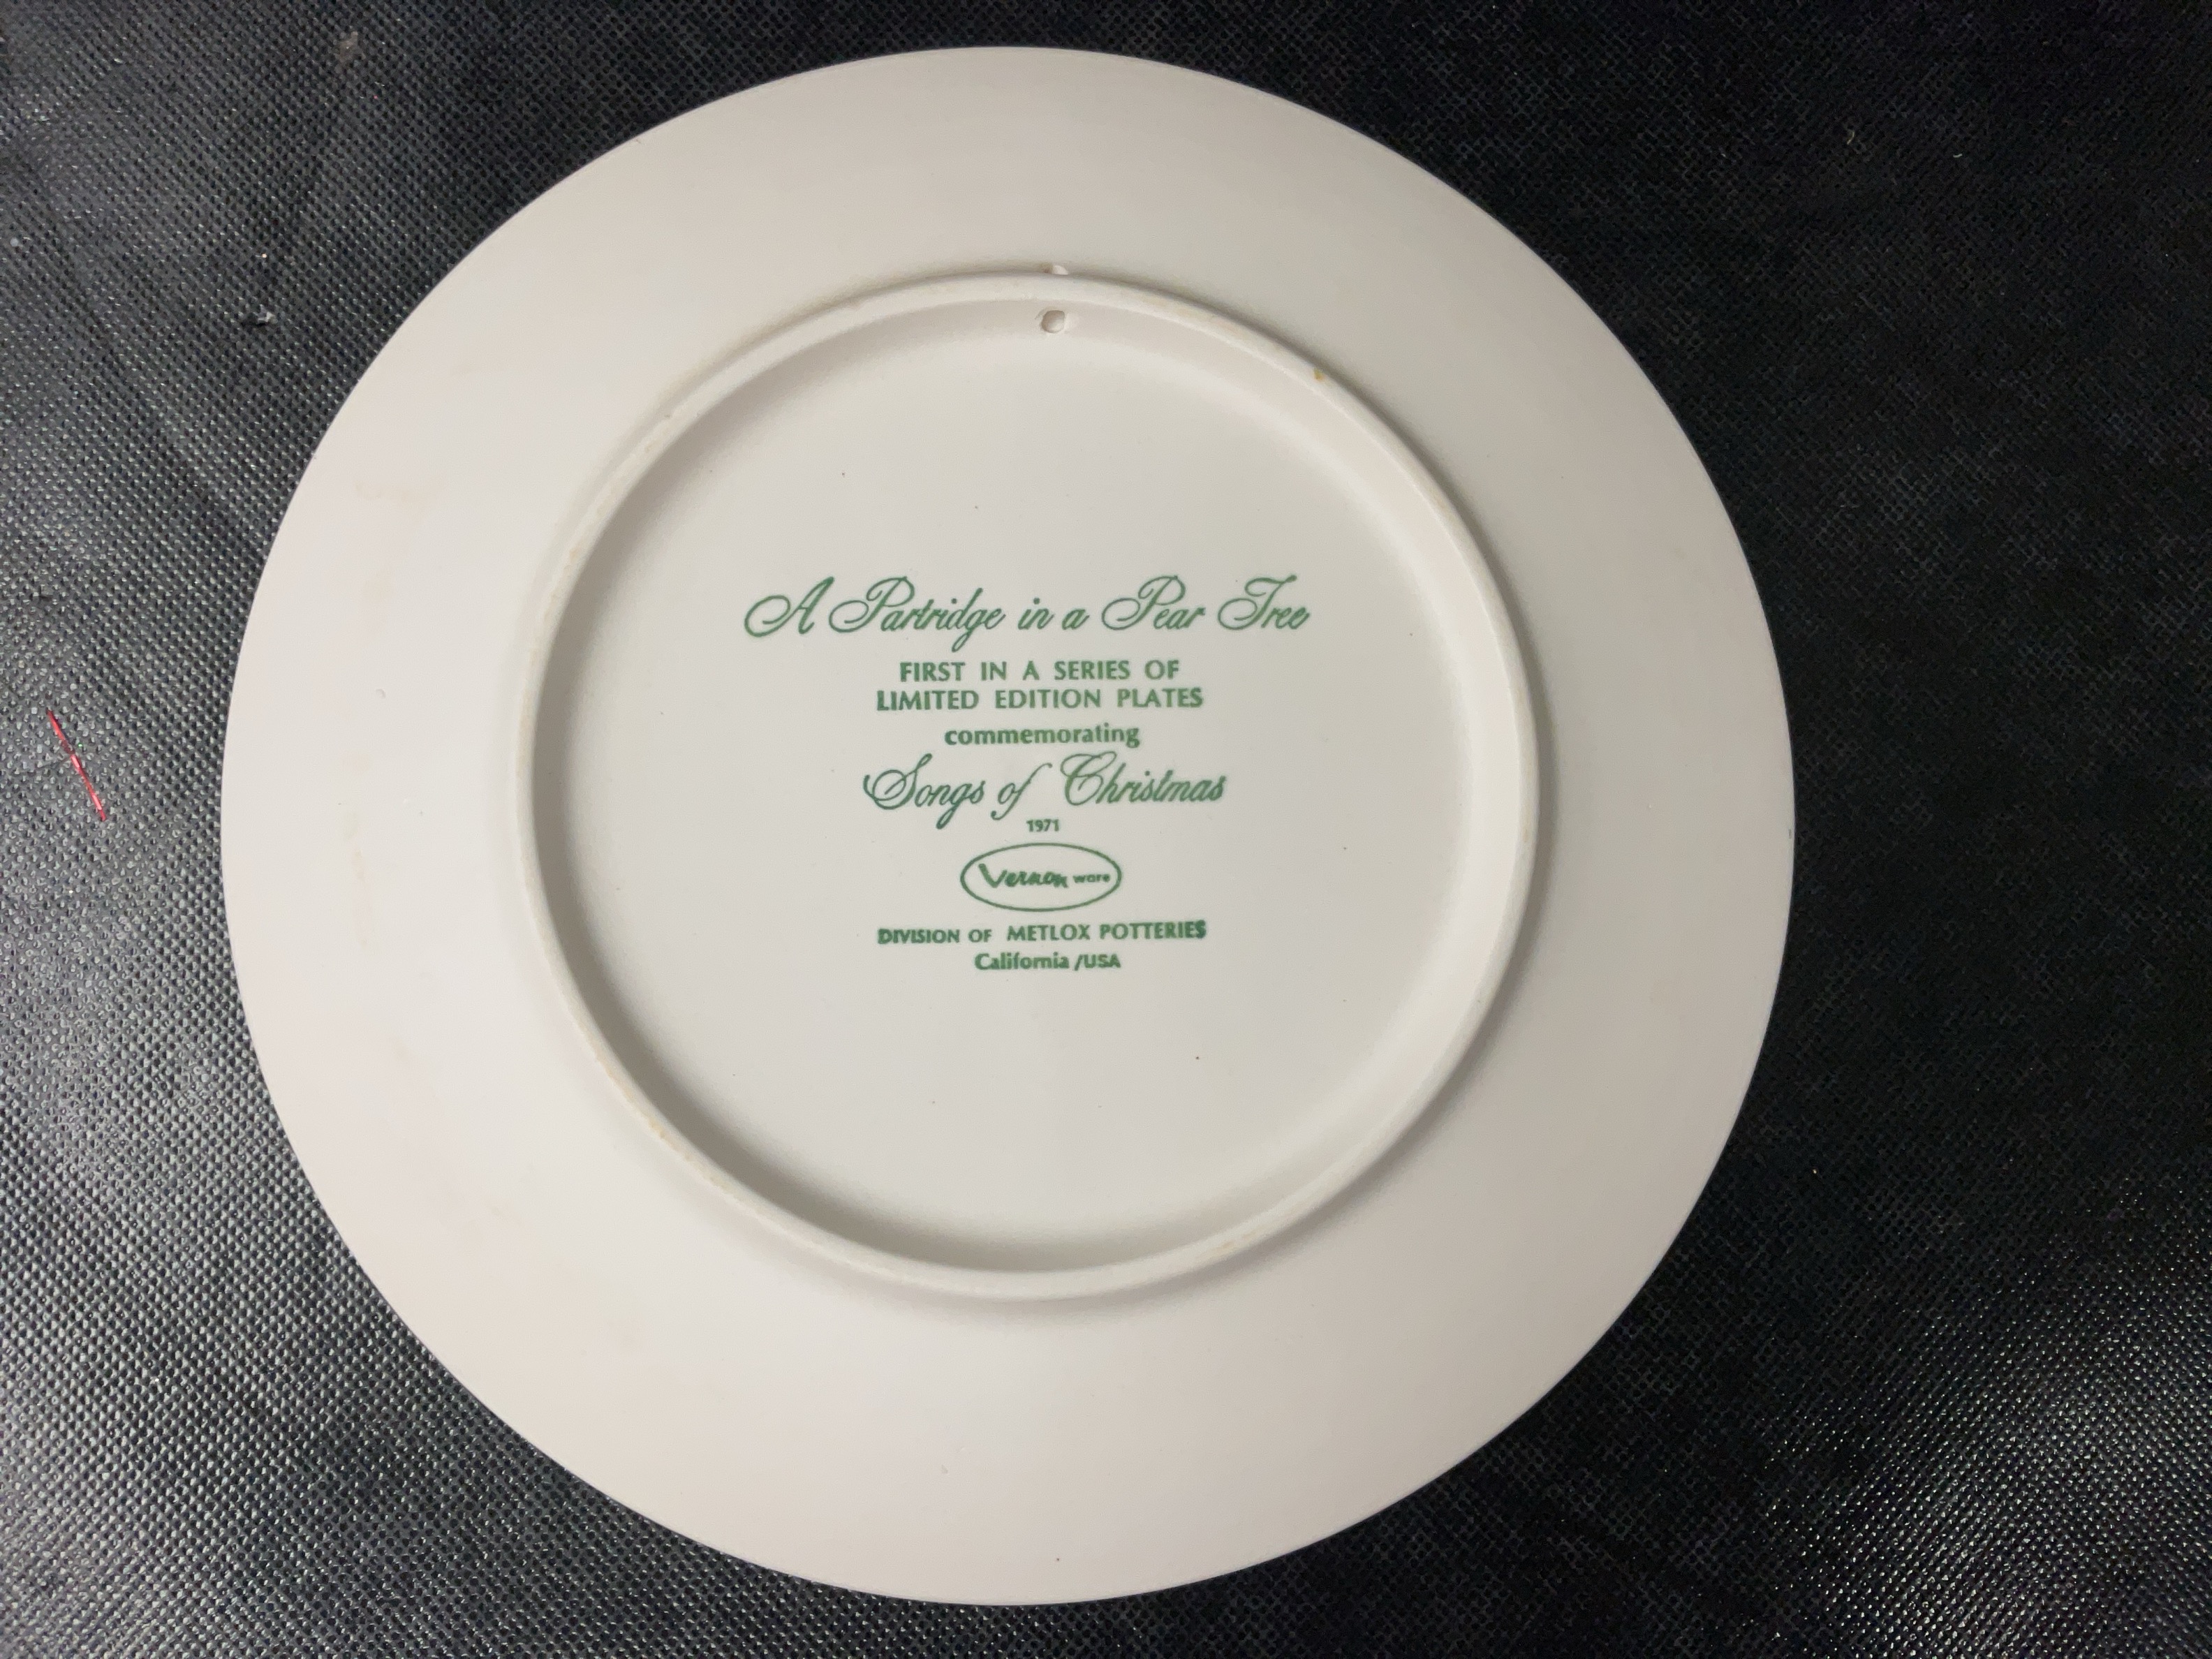 A Partridge in a Pear Tree
FIRST IN A SERIES OF
LIMITED EDITION PLATES
commemorating
Songs of Christmas
1971
Vernon ware
DIVISION OF METLOX POTTERIES
California /USA